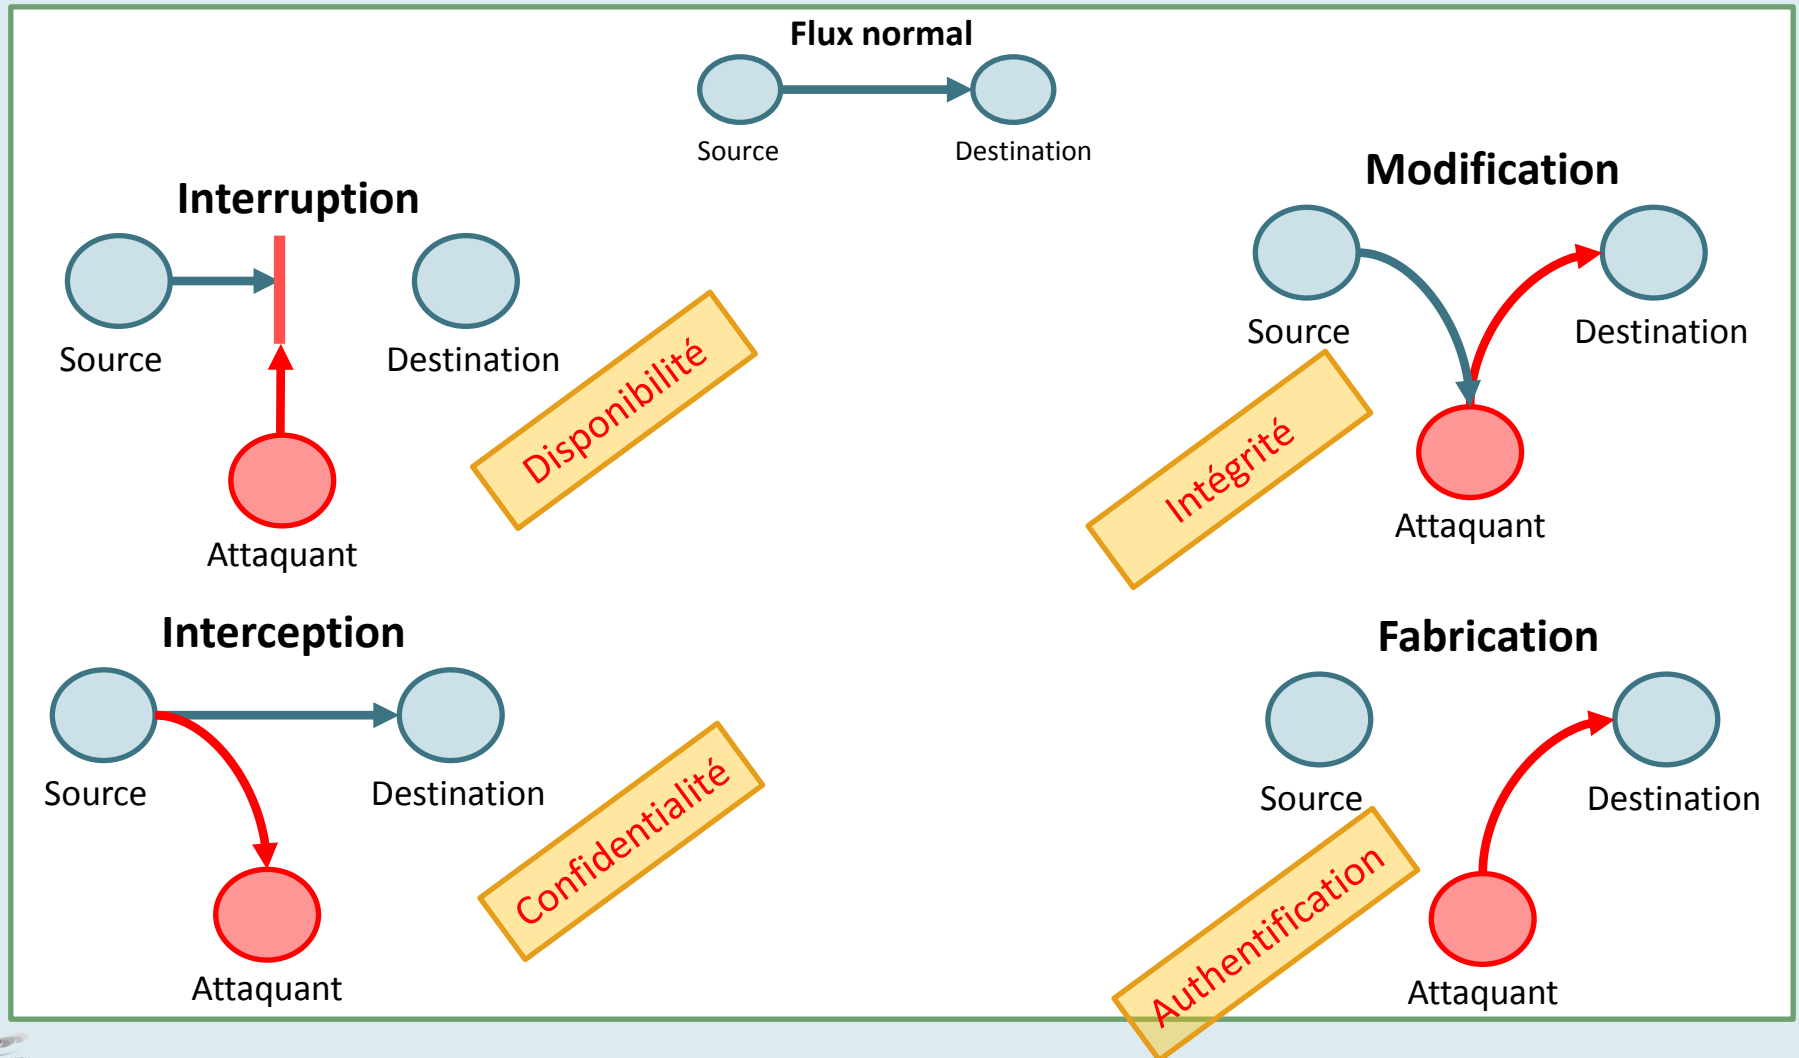 Flux normal
Source
Destination
Interruption
Source
Destination
Attaquant
Disponibilité
Modification
Source
Destination
Attaquant
Intégrité
Interception
Source
Destination
Attaquant
Confidentialité
Fabrication
Source
Destination
Attaquant
Authentification